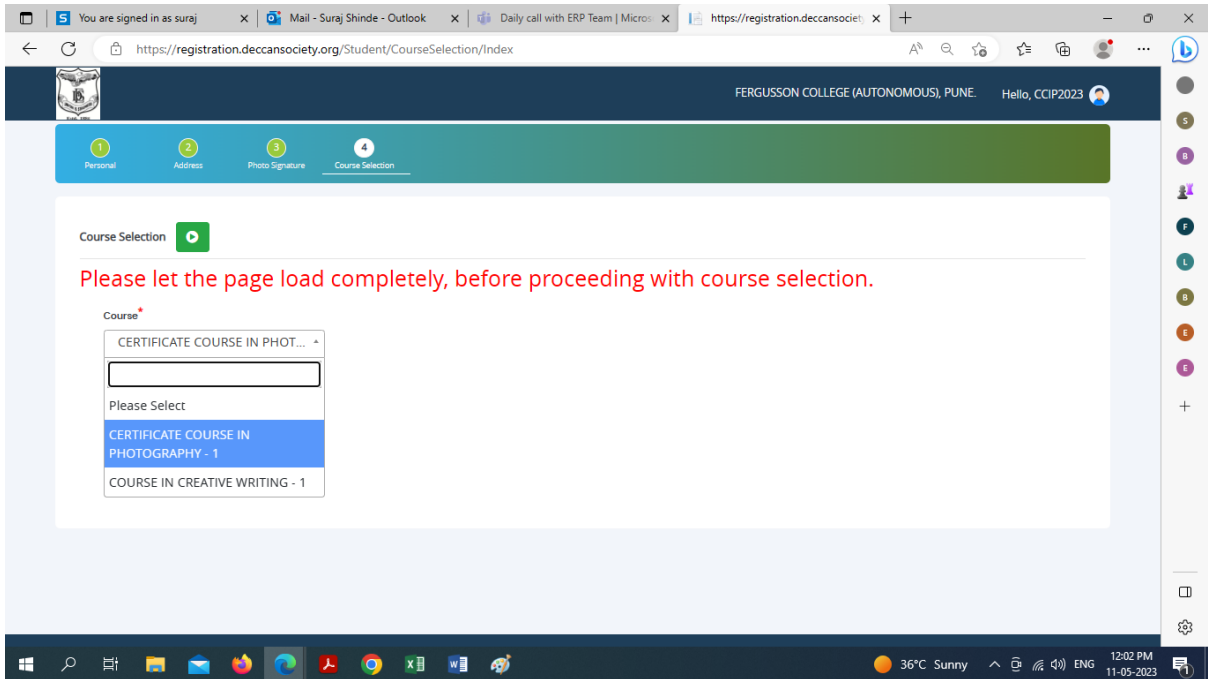 You are signed in as suraj
Mail - Suraj Shinde - Outlook
Daily call with ERP Team | Micros
https://registration.deccansociety
https://registration.deccansociety.org/Student/CourseSelection/Index
FERGUSSON COLLEGE (AUTONOMOUS), PUNE.
Hello, CCIP2023
1
2
3
4
Personal
Address
Photo Signature
Course Selection
Course Selection
Please let the page load completely, before proceeding with course selection.
Course*
CERTIFICATE COURSE IN PHOT...
Please Select
CERTIFICATE COURSE IN
PHOTOGRAPHY - 1
COURSE IN CREATIVE WRITING - 1
S
B
F
L
B
E
E
36°C Sunny
ENG
12:02 PM
11-05-2023